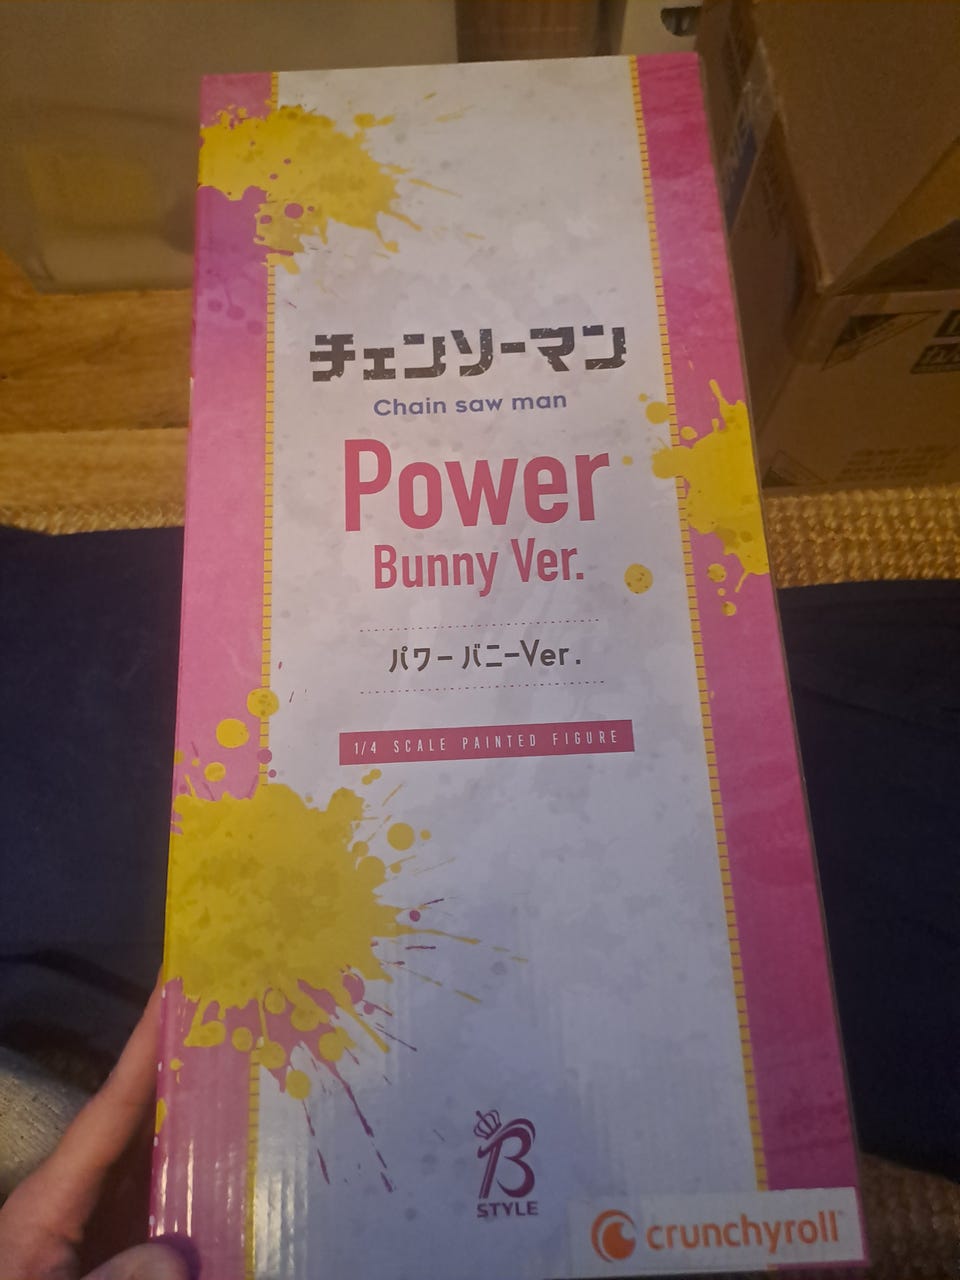 チェンソーマン
Chain saw man
Power
Bunny Ver.
パワー バニーVer.
1/4 SCALE PAINTED FIGURE
B
STYLE
crunchyroll